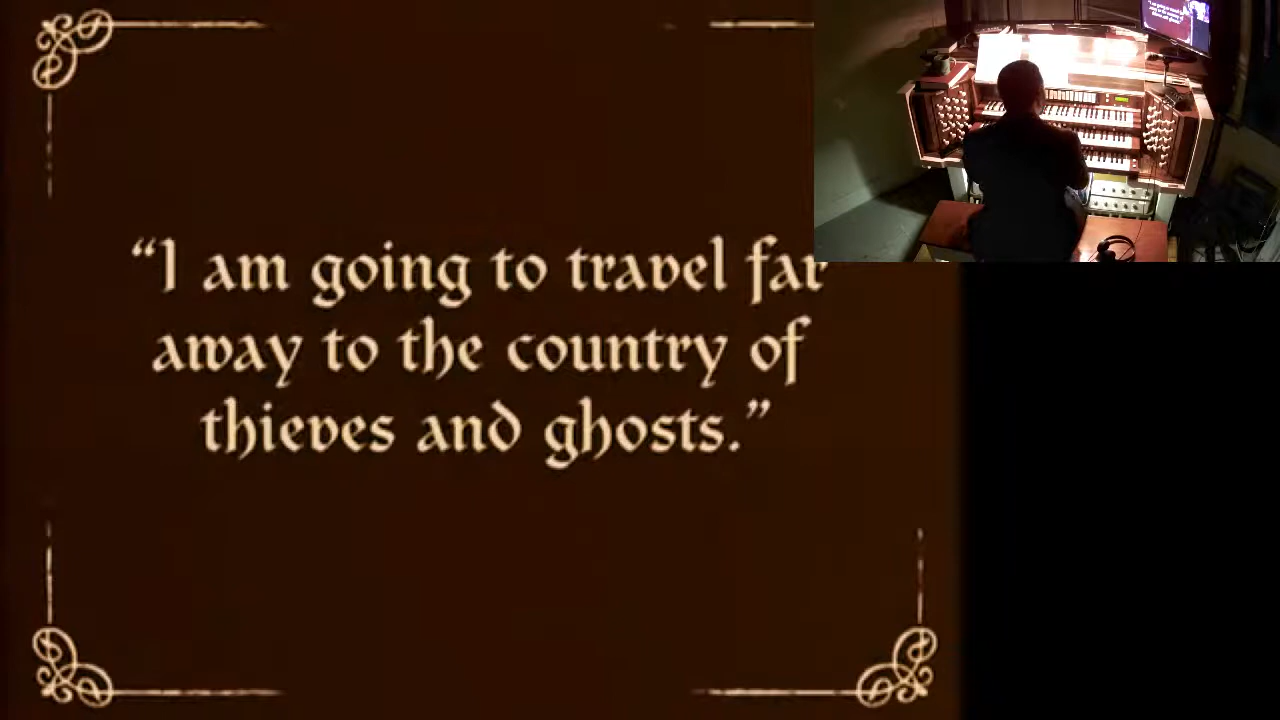 “I am going to travel far
away to the country of
thieves and ghosts.”